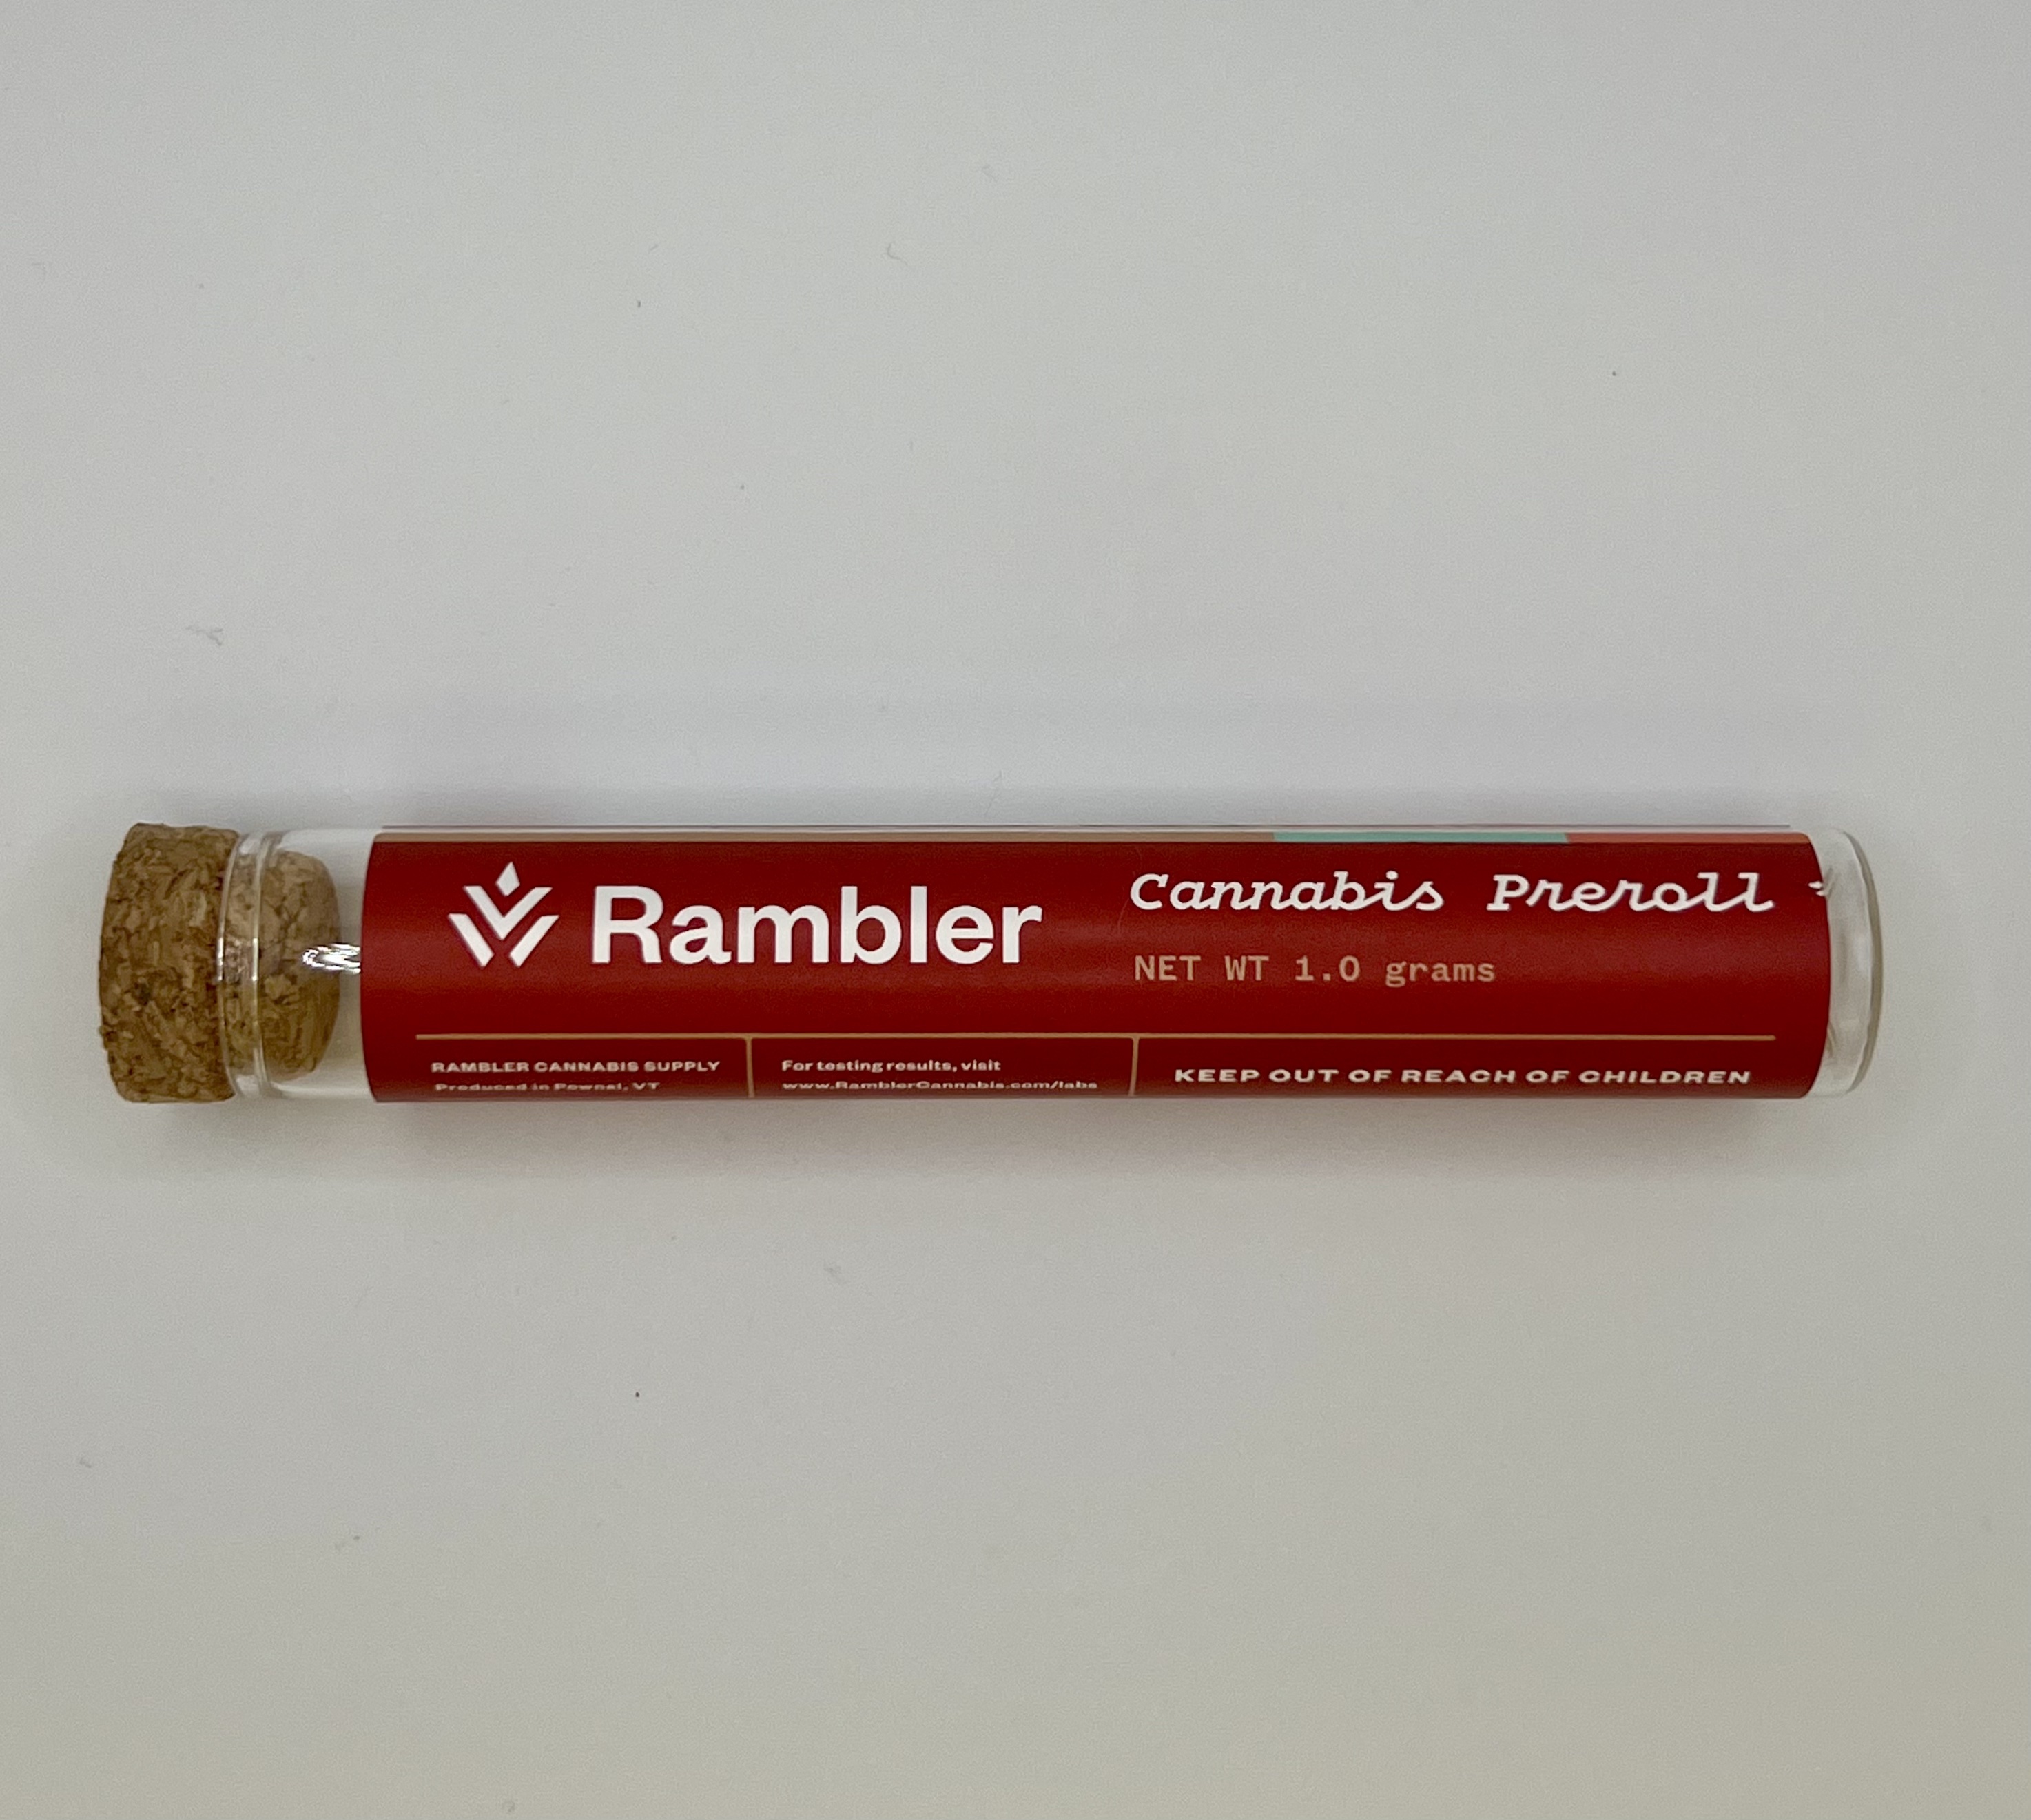 Rambler
Cannabis Preroll
NET WT 1.0 grams
RAMBLER CANNABIS SUPPLY
Produced in Pownal, VT
For testing results, visit
www.RamblerCannabis.com/labs
KEEP OUT OF REACH OF CHILDREN